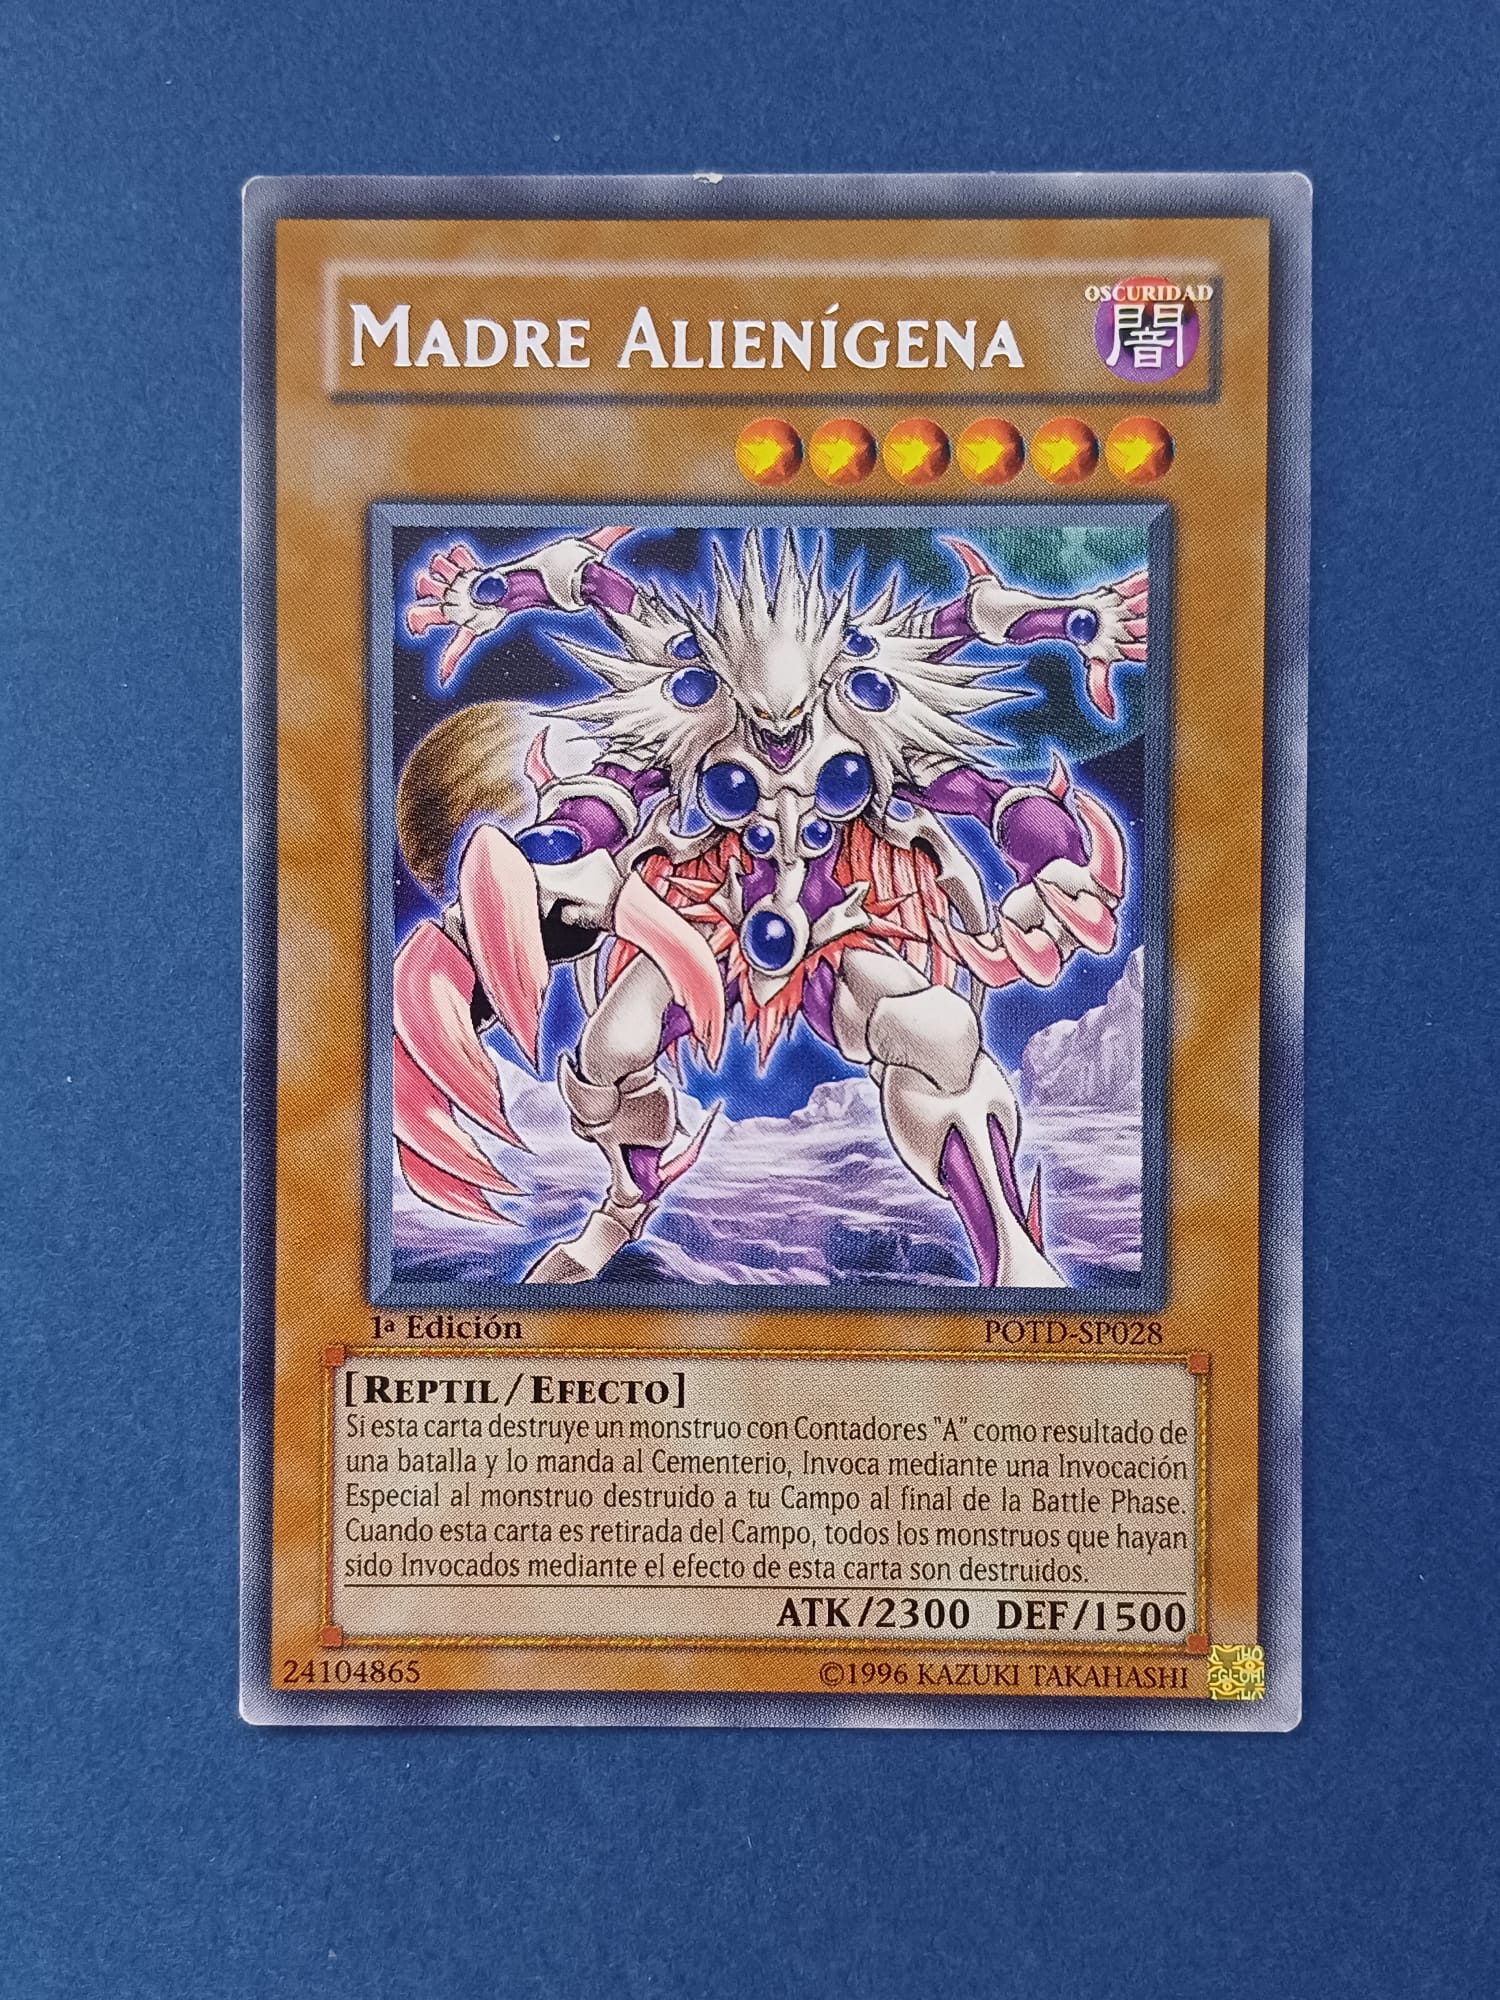 MADRE ALIENÍGENA
OSCURIDAD
闇
1ª Edición
POTD-SP028
[REPTIL/EFECTO]
Si esta carta destruye un monstruo con Contadores "A" como resultado de
una batalla y lo manda al Cementerio, Invoca mediante una Invocación
Especial al monstruo destruido a tu Campo al final de la Battle Phase.
Cuando esta carta es retirada del Campo, todos los monstruos que hayan
sido Invocados mediante el efecto de esta carta son destruidos.
ATK/2300 DEF/1500
24104865
©1996 KAZUKI TAKAHASHI